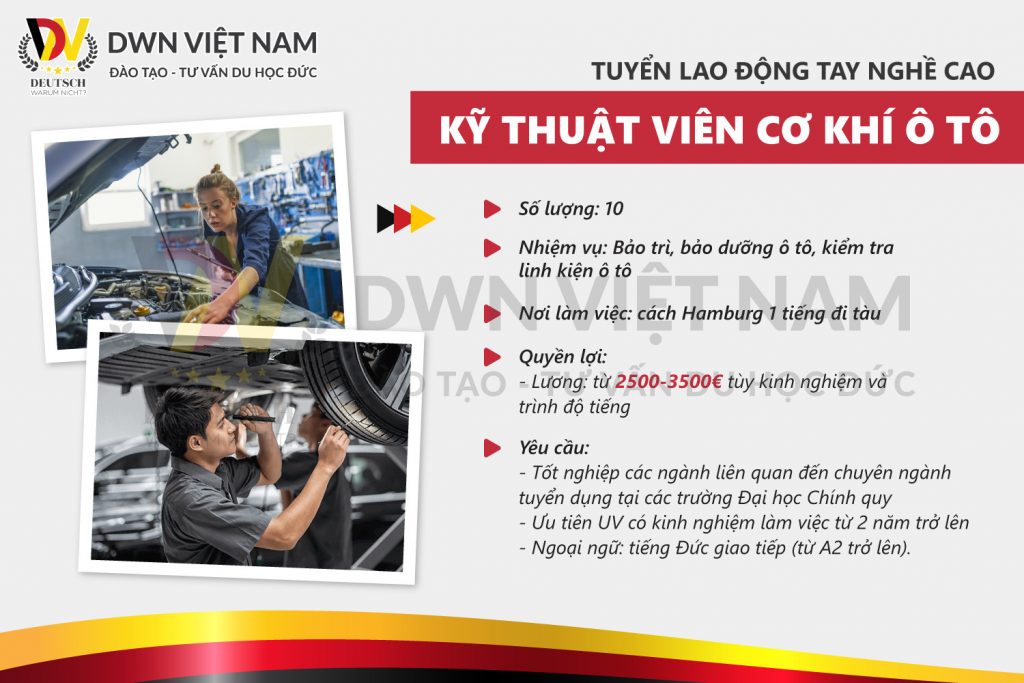 DWN VIỆT NAM
ĐÀO TẠO - TƯ VẤN DU HỌC ĐỨC
DEUTSCH
WARUM NICHT?
TUYỂN LAO ĐỘNG TAY NGHỀ CAO
KỸ THUẬT VIÊN CƠ KHÍ Ô TÔ
Số lượng: 10
Nhiệm vụ: Bảo trì, bảo dưỡng ô tô, kiểm tra
linh kiện ô tô
Nơi làm việc: cách Hamburg 1 tiếng đi tàu
Quyền lợi:
- Lương: từ 2500-3500€ tùy kinh nghiệm và
trình độ tiếng
Yêu cầu:
- Tốt nghiệp các ngành liên quan đến chuyên ngành
tuyển dụng tại các trường Đại học Chính quy
- Ưu tiên UV có kinh nghiệm làm việc từ 2 năm trở lên
- Ngoại ngữ: tiếng Đức giao tiếp (từ A2 trở lên).
DWN VIỆT NAM
ĐÀO TẠO - TƯ VẤN DU HỌC ĐỨC